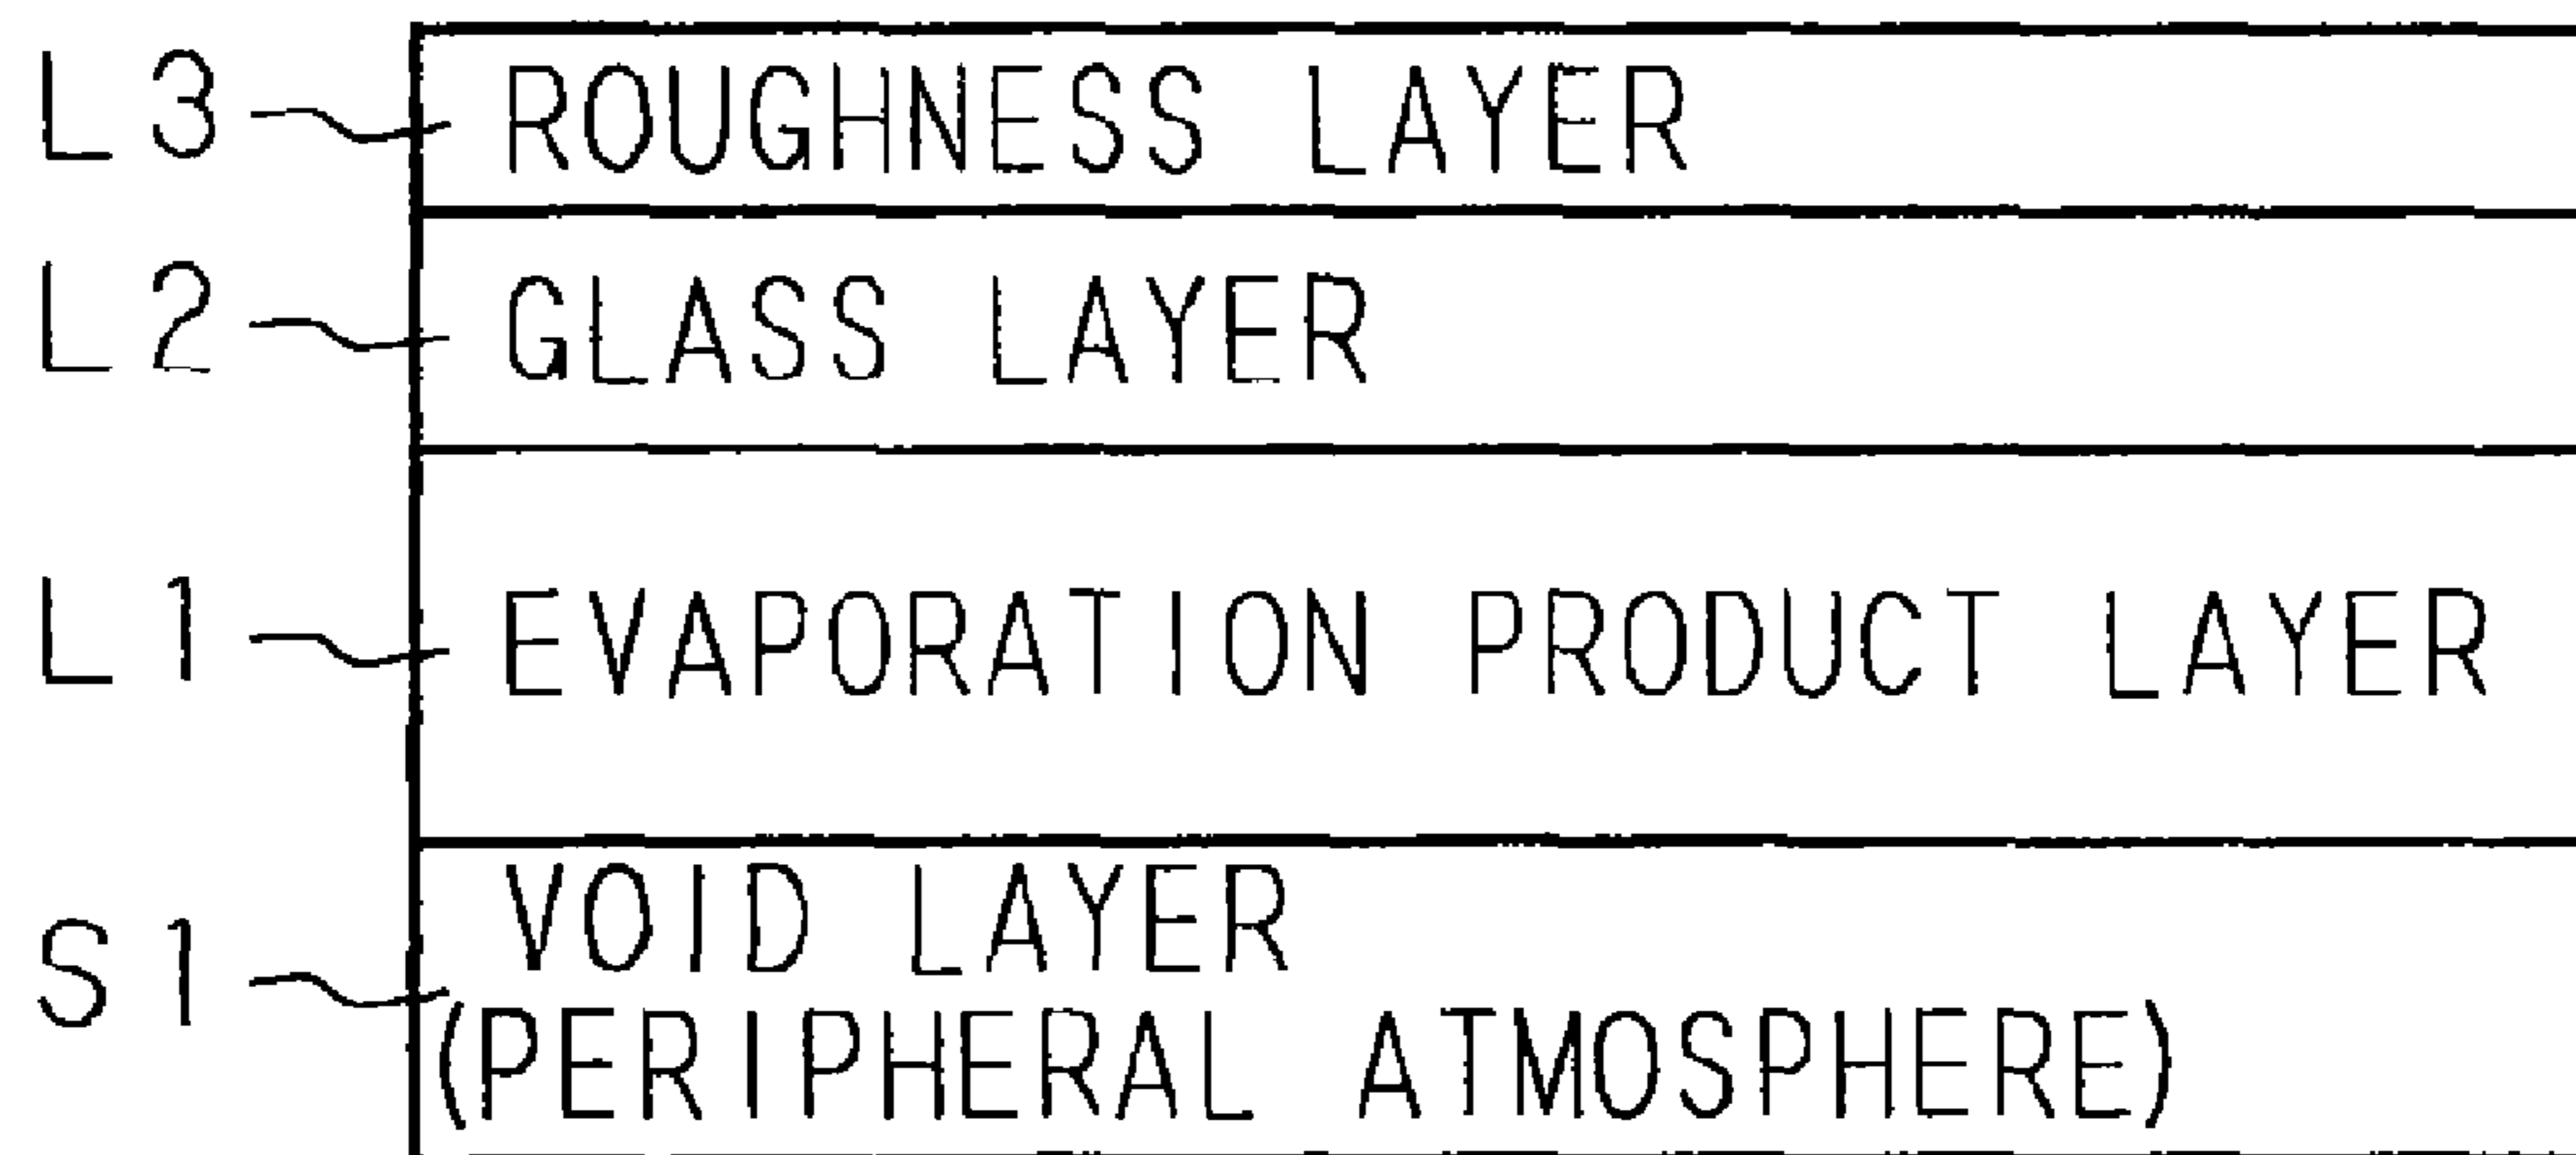 L3 ROUGHNESS LAYER
L2 GLASS LAYER
L1 EVAPORATION PRODUCT LAYER
S1 VOID LAYER
(PERIPHERAL ATMOSPHERE)